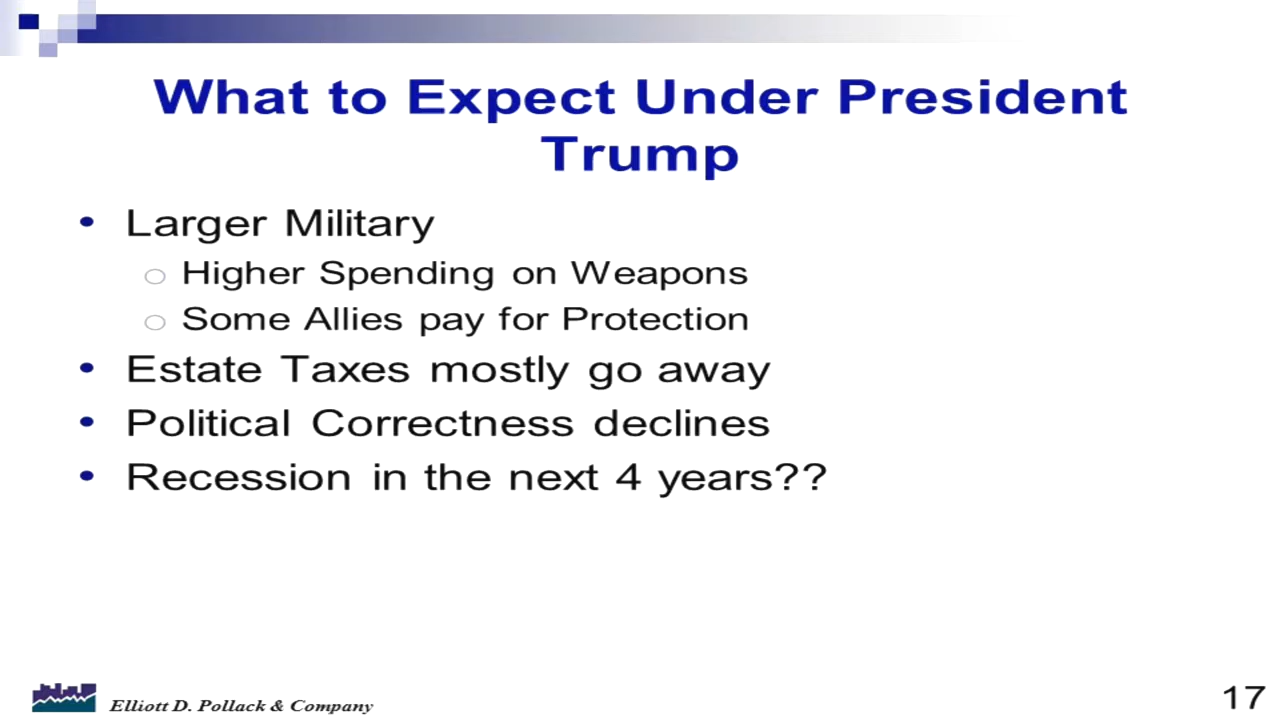 What to Expect Under President
Trump
• Larger Military
○ Higher Spending on Weapons
○ Some Allies pay for Protection
• Estate Taxes mostly go away
• Political Correctness declines
• Recession in the next 4 years??
Elliott D. Pollack & Company
17